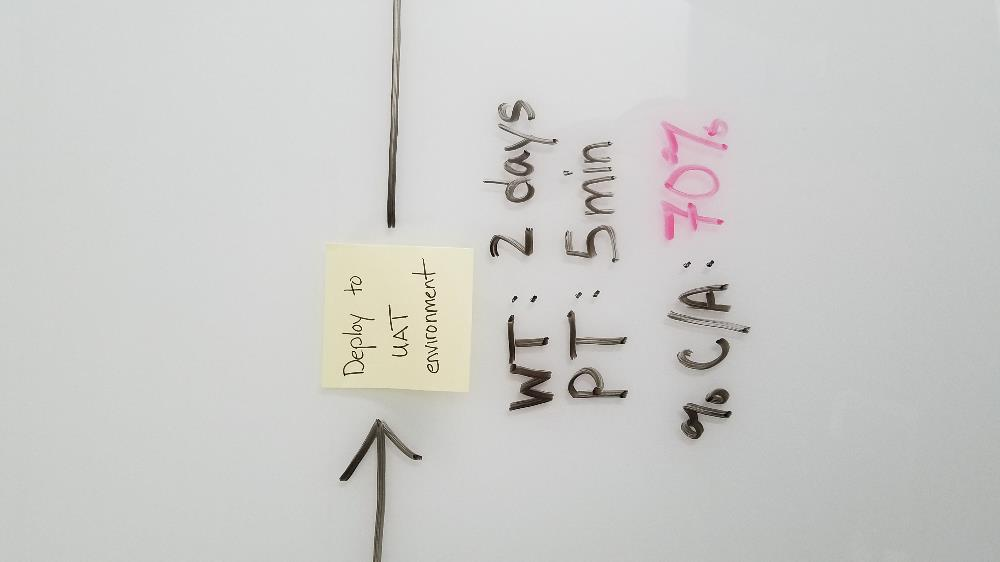 Deploy to
UAT
environment
WT: 2 days
PT: 5 min
% C/A: 70%